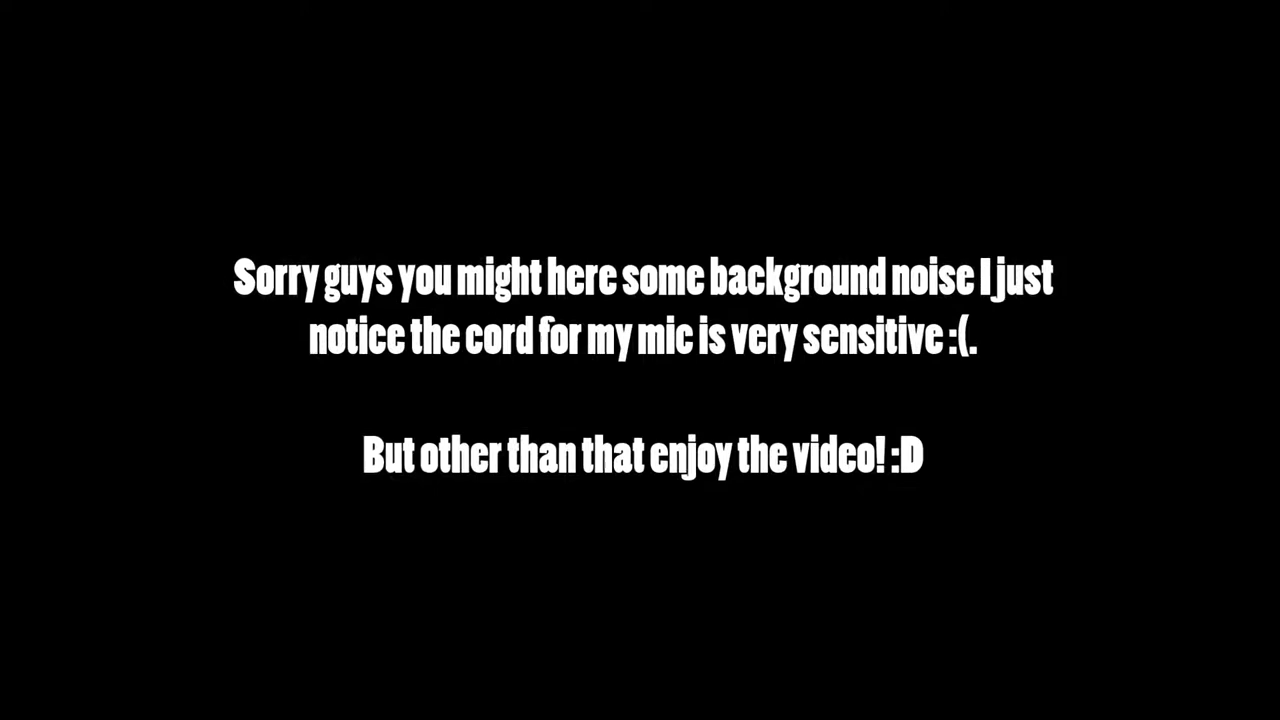 Sorry guys you might here some background noise I just
notice the cord for my mic is very sensitive :(.
But other than that enjoy the video! :D